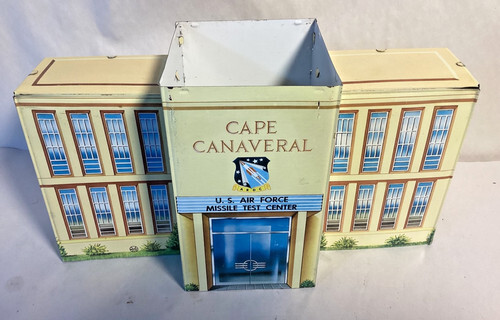 CAPE
CANAVERAL
U. S. AIR FORCE
MISSILE TEST CENTER